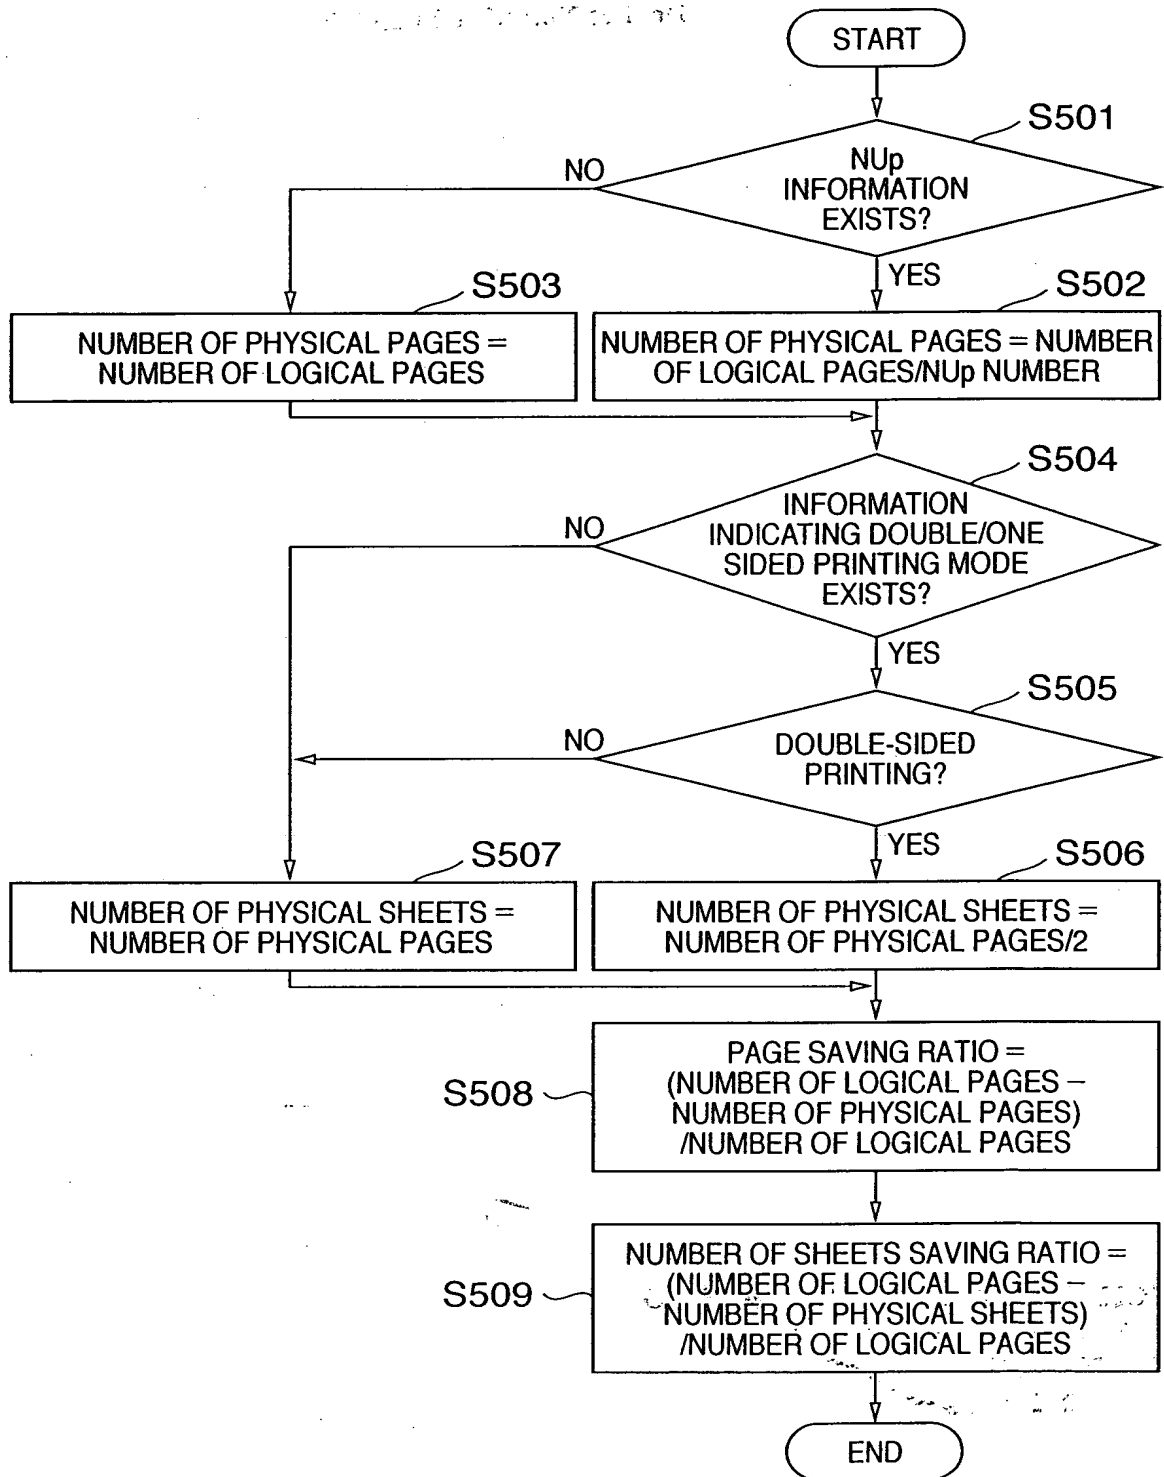 START
S501
NUp
INFORMATION
EXISTS?
NO
YES
S503
NUMBER OF PHYSICAL PAGES =
NUMBER OF LOGICAL PAGES
S502
NUMBER OF PHYSICAL PAGES = NUMBER
OF LOGICAL PAGES/NUp NUMBER
S504
INFORMATION
INDICATING DOUBLE/ONE
SIDED PRINTING MODE
EXISTS?
NO
YES
S505
DOUBLE-SIDED
PRINTING?
NO
YES
S507
NUMBER OF PHYSICAL SHEETS =
NUMBER OF PHYSICAL PAGES
S506
NUMBER OF PHYSICAL SHEETS =
NUMBER OF PHYSICAL PAGES/2
S508
PAGE SAVING RATIO =
(NUMBER OF LOGICAL PAGES –
NUMBER OF PHYSICAL PAGES)
/NUMBER OF LOGICAL PAGES
S509
NUMBER OF SHEETS SAVING RATIO =
(NUMBER OF LOGICAL PAGES –
NUMBER OF PHYSICAL SHEETS)
/NUMBER OF LOGICAL PAGES
END